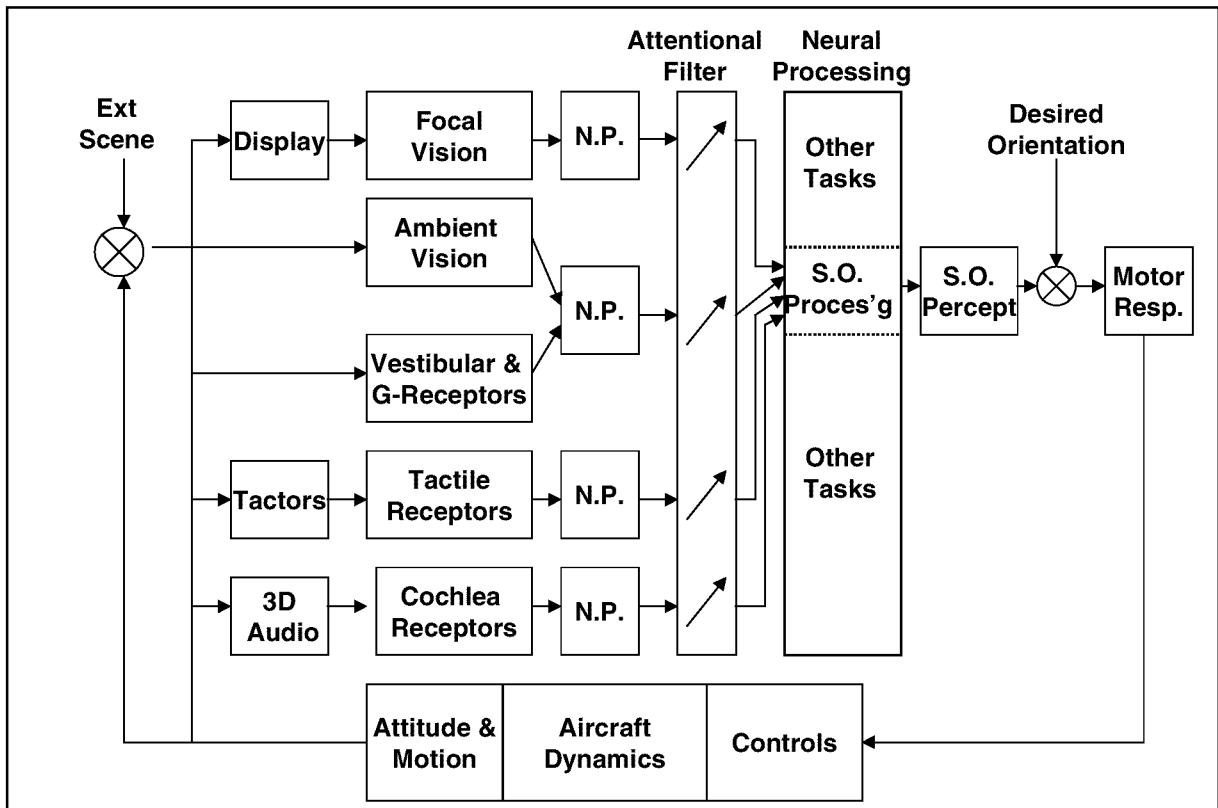 Attentional
Filter
Neural
Processing
Ext
Scene
Display
Focal
Vision
N.P.
Other
Tasks
Desired
Orientation
Ambient
Vision
N.P.
S.O.
Proces'g
S.O.
Percept
Motor
Resp.
Vestibular &
G-Receptors
Tactors
Tactile
Receptors
N.P.
Other
Tasks
3D
Audio
Cochlea
Receptors
N.P.
Attitude &
Motion
Aircraft
Dynamics
Controls